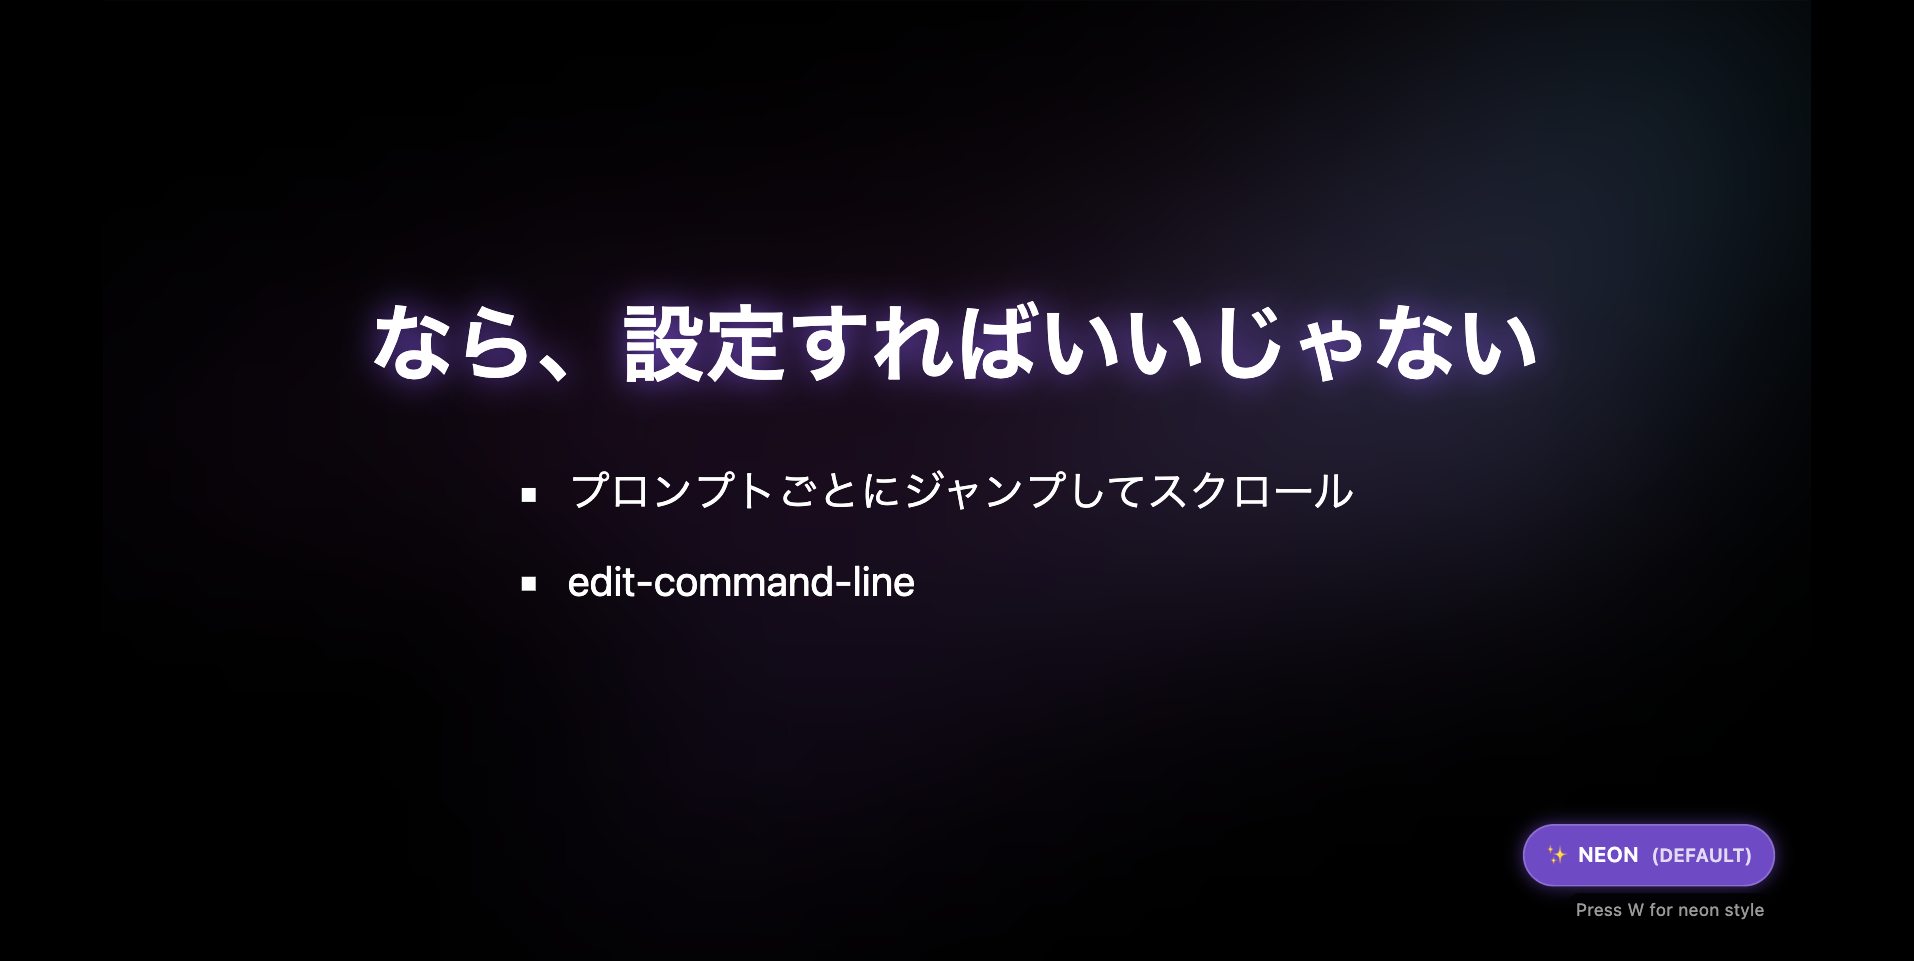 なら、設定すればいいじゃない
プロンプトごとにジャンプしてスクロール
edit-command-line
✨ NEON (DEFAULT)
Press W for neon style